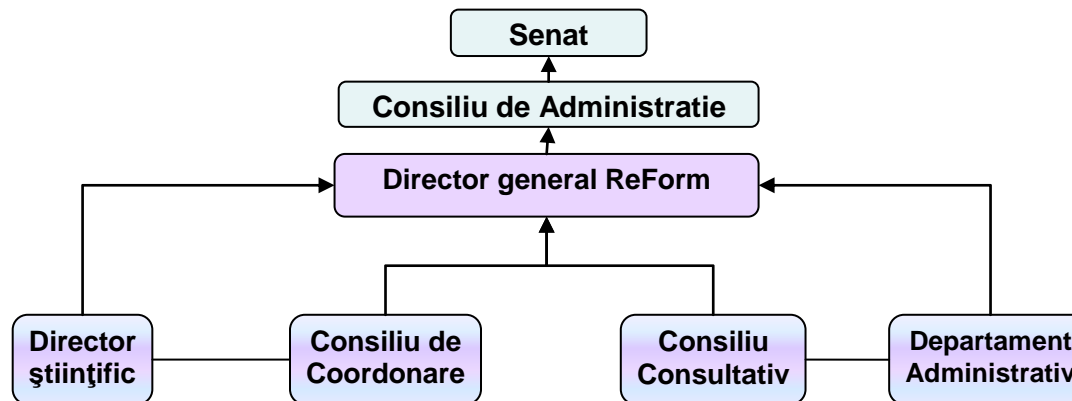 Senat
Consiliu de Administratie
Director general ReForm
Director
ştiinţific
Consiliu de
Coordonare
Consiliu
Consultativ
Departament
Administrativ